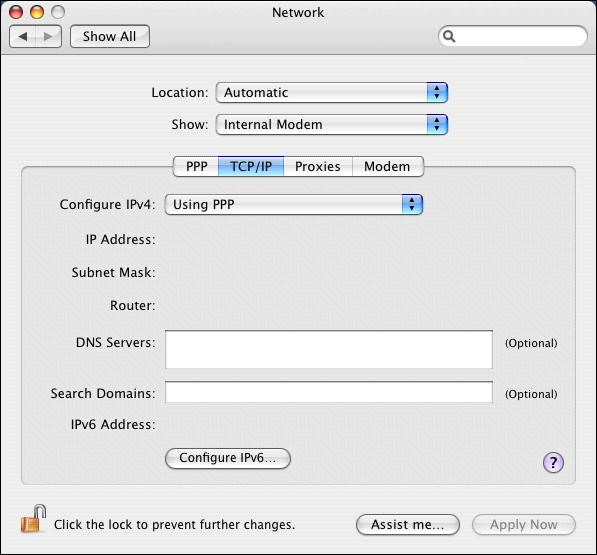 Network
Show All
Location: Automatic
Show: Internal Modem
PPP TCP/IP Proxies Modem
Configure IPv4: Using PPP
IP Address:
Subnet Mask:
Router:
DNS Servers: (Optional)
Search Domains: (Optional)
IPv6 Address:
Configure IPv6...
?
Click the lock to prevent further changes. Assist me... Apply Now